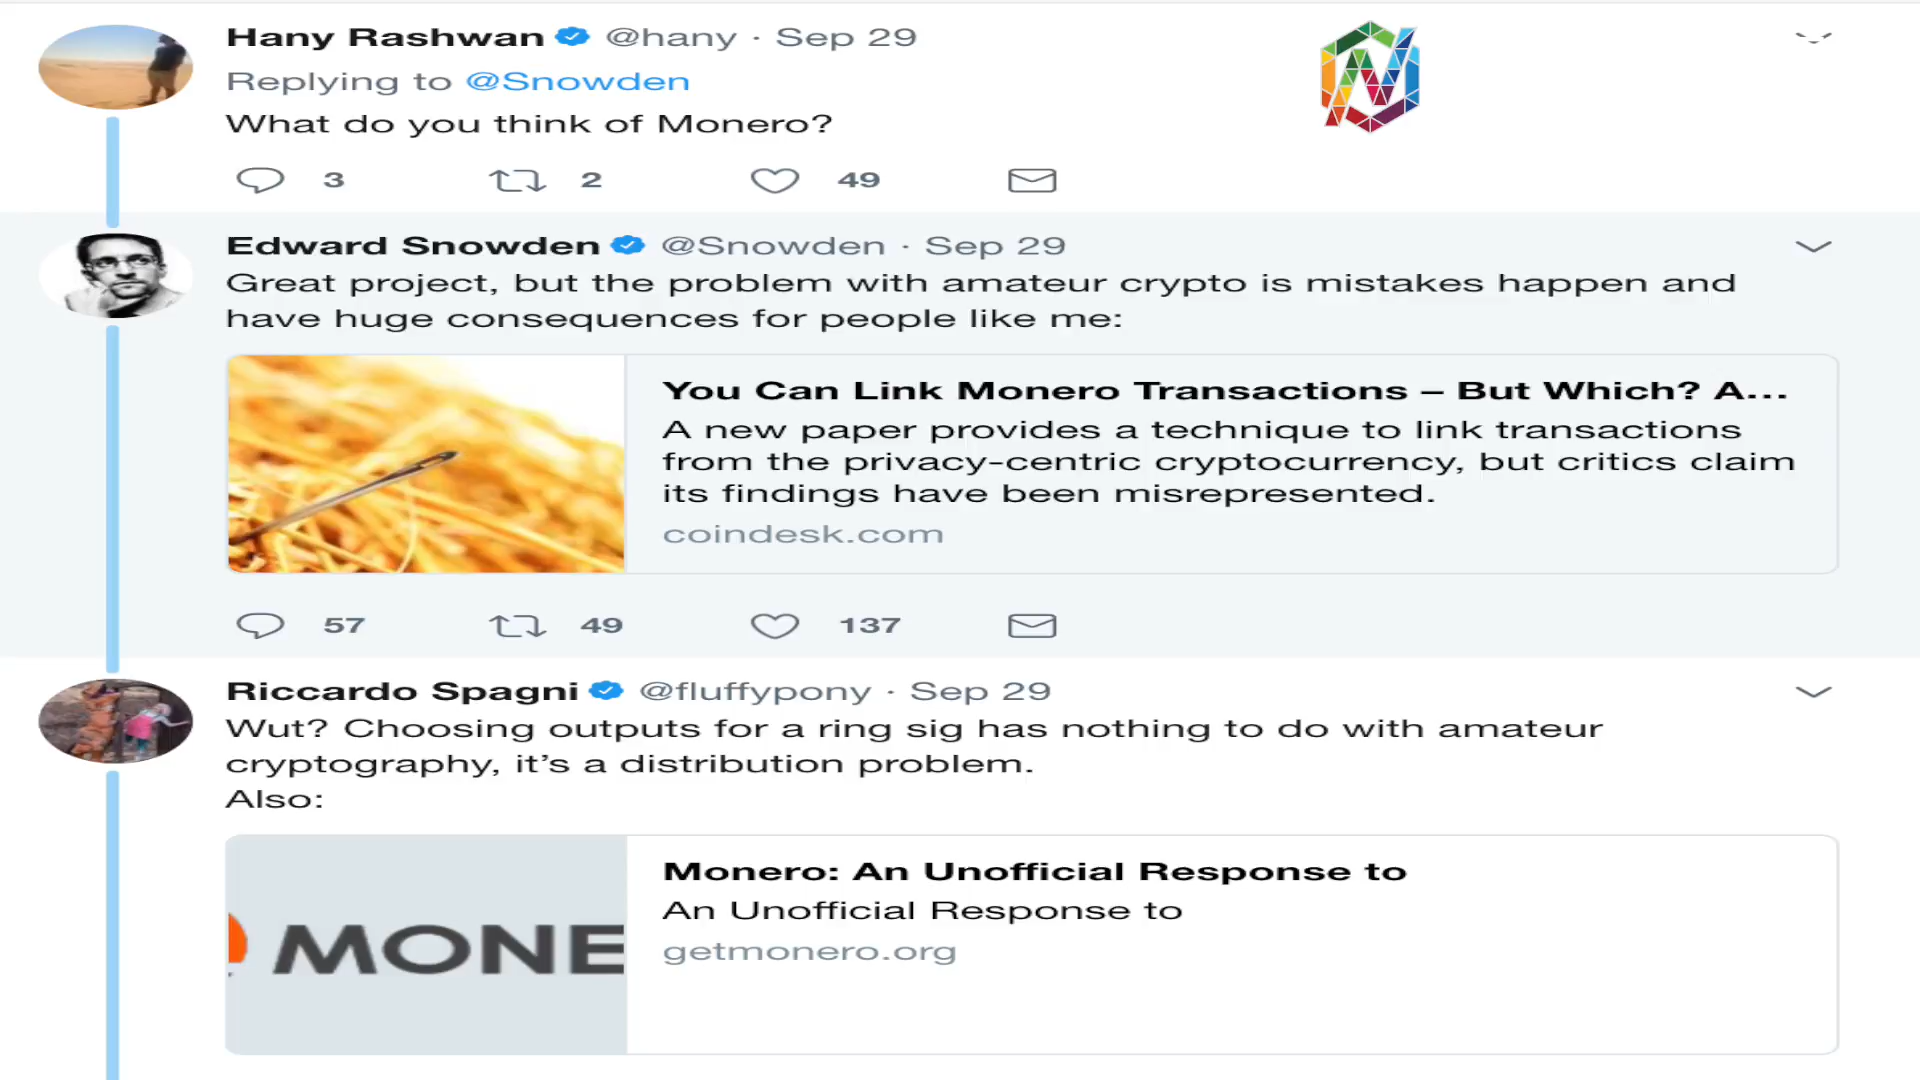 Hany Rashwan @hany · Sep 29
Replying to @Snowden
What do you think of Monero?
3 2 49
Edward Snowden @Snowden · Sep 29
Great project, but the problem with amateur crypto is mistakes happen and
have huge consequences for people like me:
You Can Link Monero Transactions – But Which? A...
A new paper provides a technique to link transactions
from the privacy-centric cryptocurrency, but critics claim
its findings have been misrepresented.
coindesk.com
57 49 137
Riccardo Spagni @fluffypony · Sep 29
Wut? Choosing outputs for a ring sig has nothing to do with amateur
cryptography, it’s a distribution problem.
Also:
MONE
Monero: An Unofficial Response to
An Unofficial Response to
getmonero.org